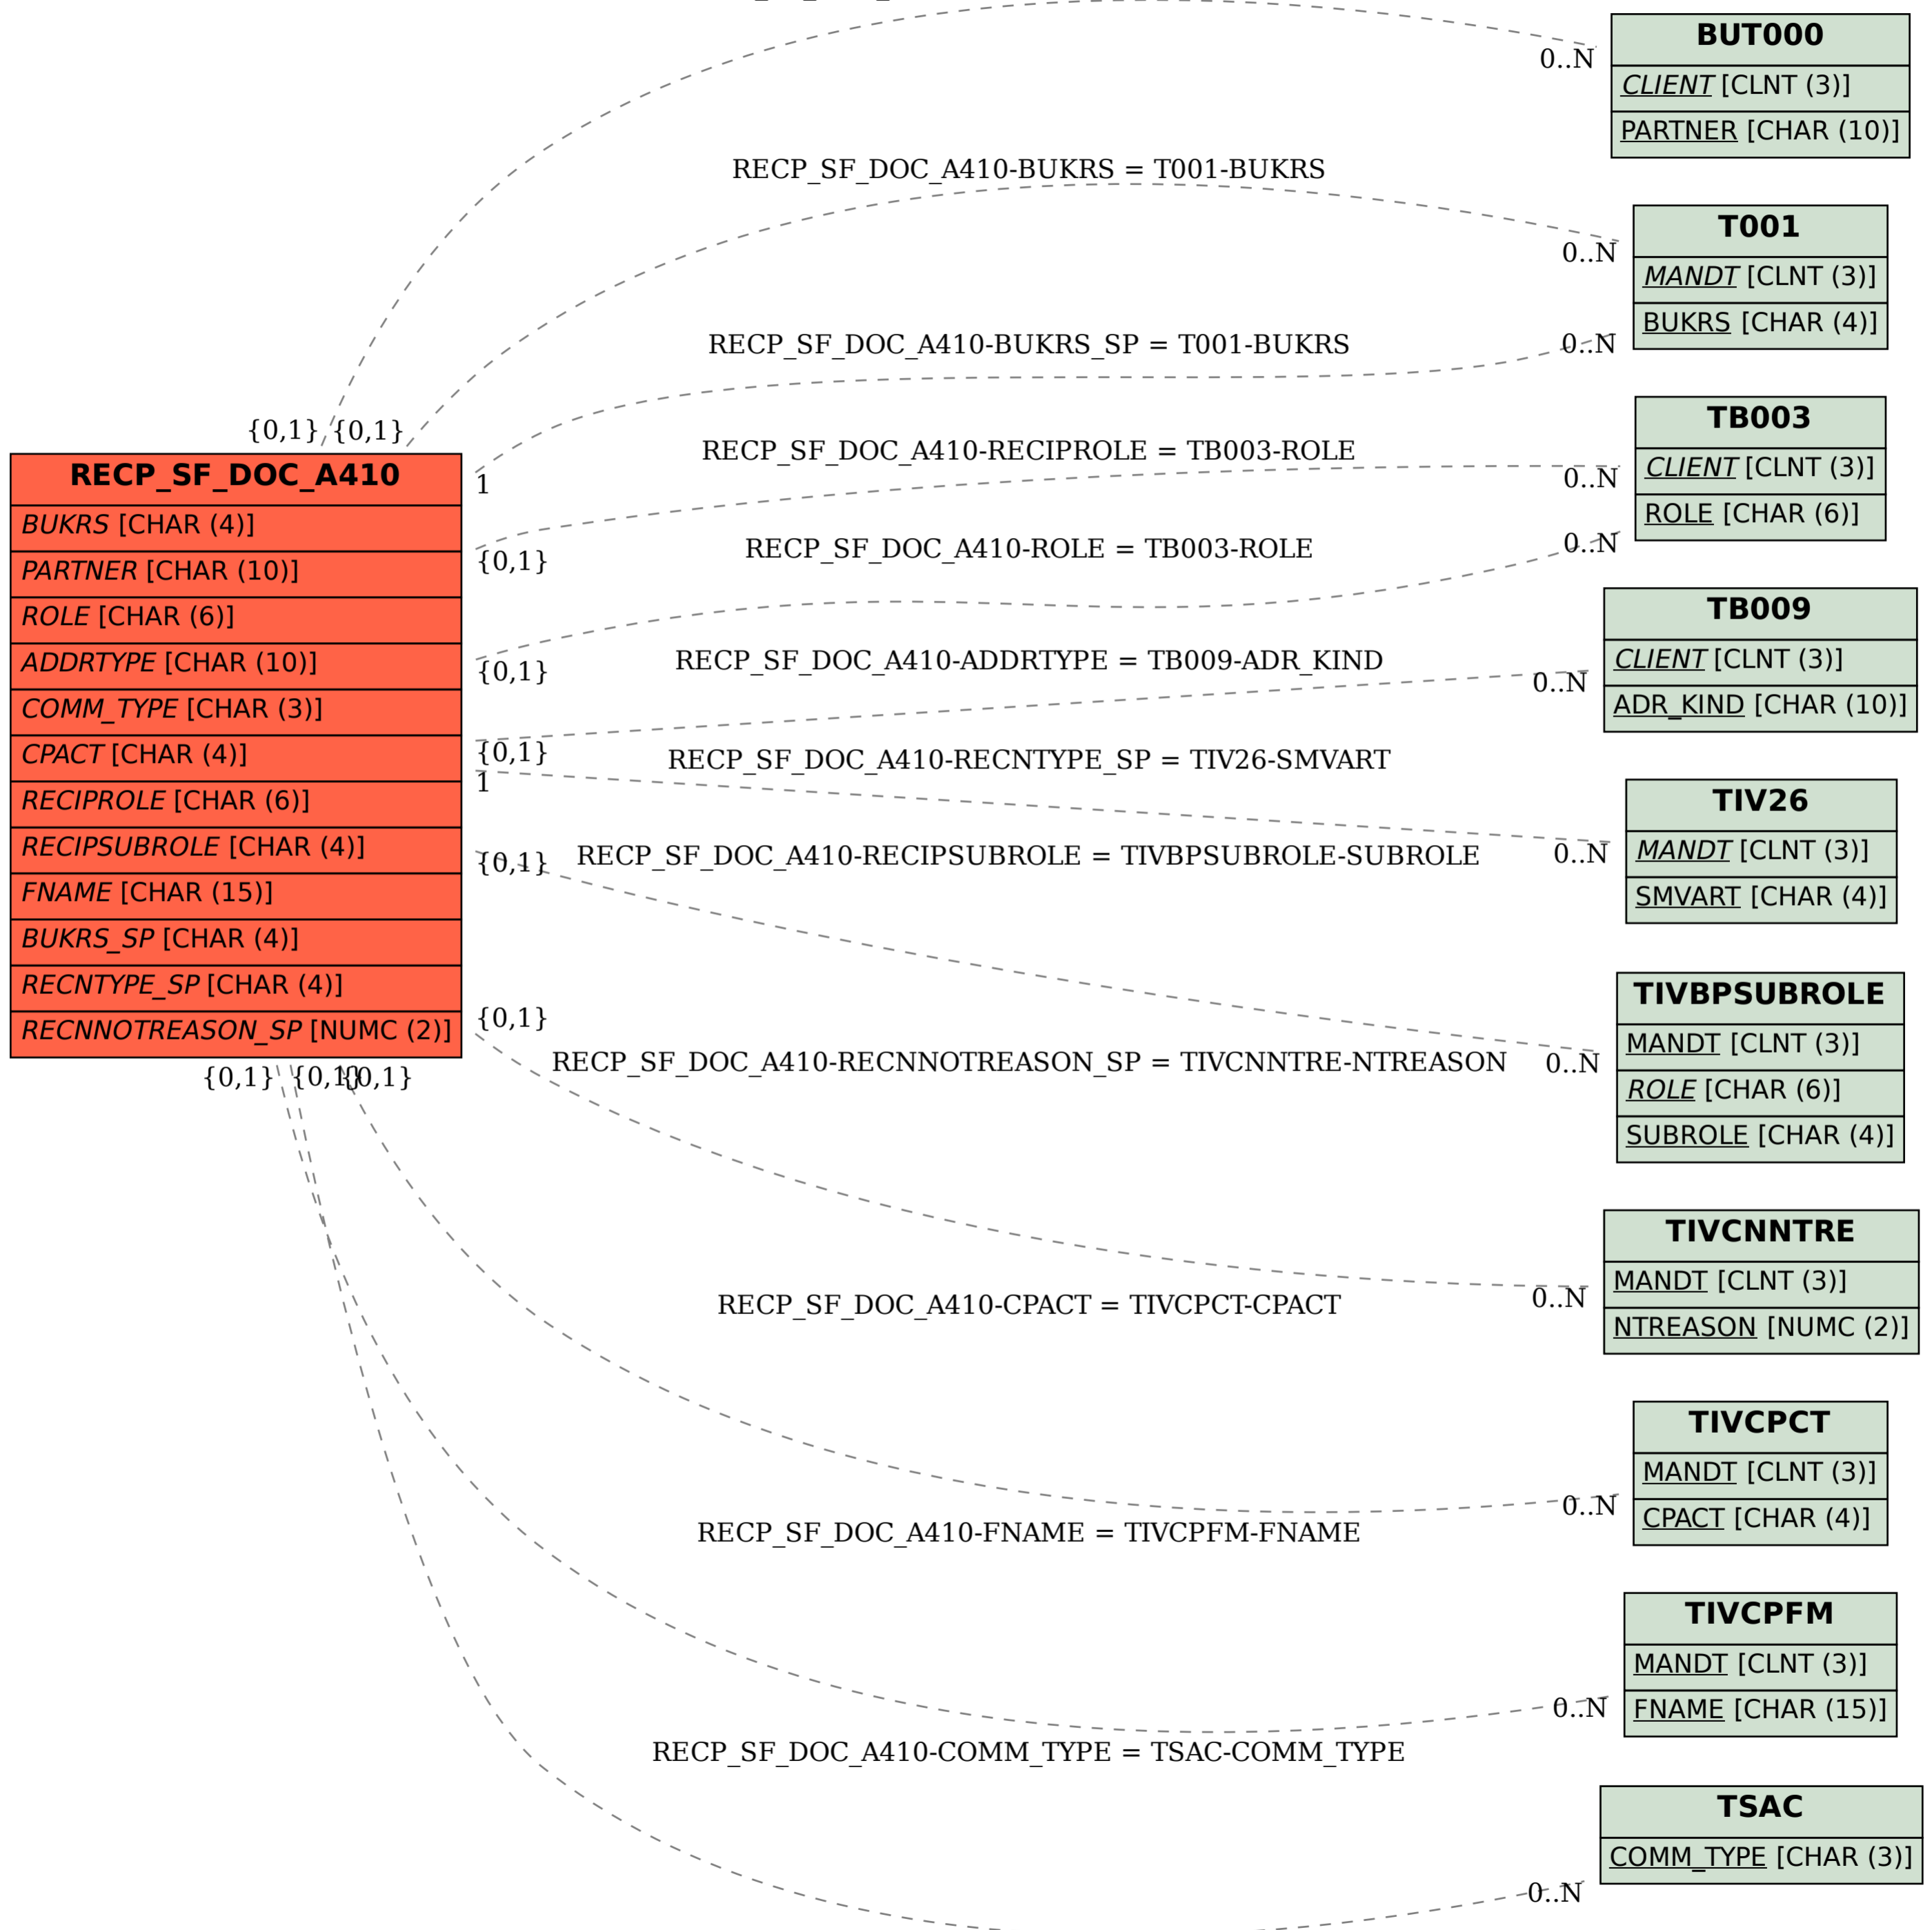 BUT000
CLIENT [CLNT (3)]
PARTNER [CHAR (10)]
0..N
RECP_SF_DOC_A410-BUKRS = T001-BUKRS
T001
MANDT [CLNT (3)]
BUKRS [CHAR (4)]
0..N
RECP_SF_DOC_A410-BUKRS_SP = T001-BUKRS
0..N
TB003
CLIENT [CLNT (3)]
ROLE [CHAR (6)]
{0,1} {0,1}
RECP_SF_DOC_A410-RECIPROLE = TB003-ROLE
0..N
RECP_SF_DOC_A410
BUKRS [CHAR (4)]
PARTNER [CHAR (10)]
ROLE [CHAR (6)]
ADDRTYPE [CHAR (10)]
COMM_TYPE [CHAR (3)]
CPACT [CHAR (4)]
RECIPROLE [CHAR (6)]
RECIPSUBROLE [CHAR (4)]
FNAME [CHAR (15)]
BUKRS_SP [CHAR (4)]
RECNTYPE_SP [CHAR (4)]
RECNNOTREASON_SP [NUMC (2)]
1
{0,1}
RECP_SF_DOC_A410-ROLE = TB003-ROLE
0..N
{0,1}
RECP_SF_DOC_A410-ADDRTYPE = TB009-ADR_KIND
0..N
TB009
CLIENT [CLNT (3)]
ADR_KIND [CHAR (10)]
{0,1}
RECP_SF_DOC_A410-RECNTYPE_SP = TIV26-SMVART
1
0..N
TIV26
MANDT [CLNT (3)]
SMVART [CHAR (4)]
{0,1}
RECP_SF_DOC_A410-RECIPSUBROLE = TIVBPSUBROLE-SUBROLE
0..N
TIVBPSUBROLE
MANDT [CLNT (3)]
ROLE [CHAR (6)]
SUBROLE [CHAR (4)]
{0,1}
RECP_SF_DOC_A410-RECNNOTREASON_SP = TIVCNNTRE-NTREASON
0..N
{0,1} {0,1} {0,1}
TIVCNNTRE
MANDT [CLNT (3)]
NTREASON [NUMC (2)]
RECP_SF_DOC_A410-CPACT = TIVCPCT-CPACT
0..N
TIVCPCT
MANDT [CLNT (3)]
CPACT [CHAR (4)]
RECP_SF_DOC_A410-FNAME = TIVCPFM-FNAME
0..N
TIVCPFM
MANDT [CLNT (3)]
FNAME [CHAR (15)]
RECP_SF_DOC_A410-COMM_TYPE = TSAC-COMM_TYPE
TSAC
COMM_TYPE [CHAR (3)]
0..N